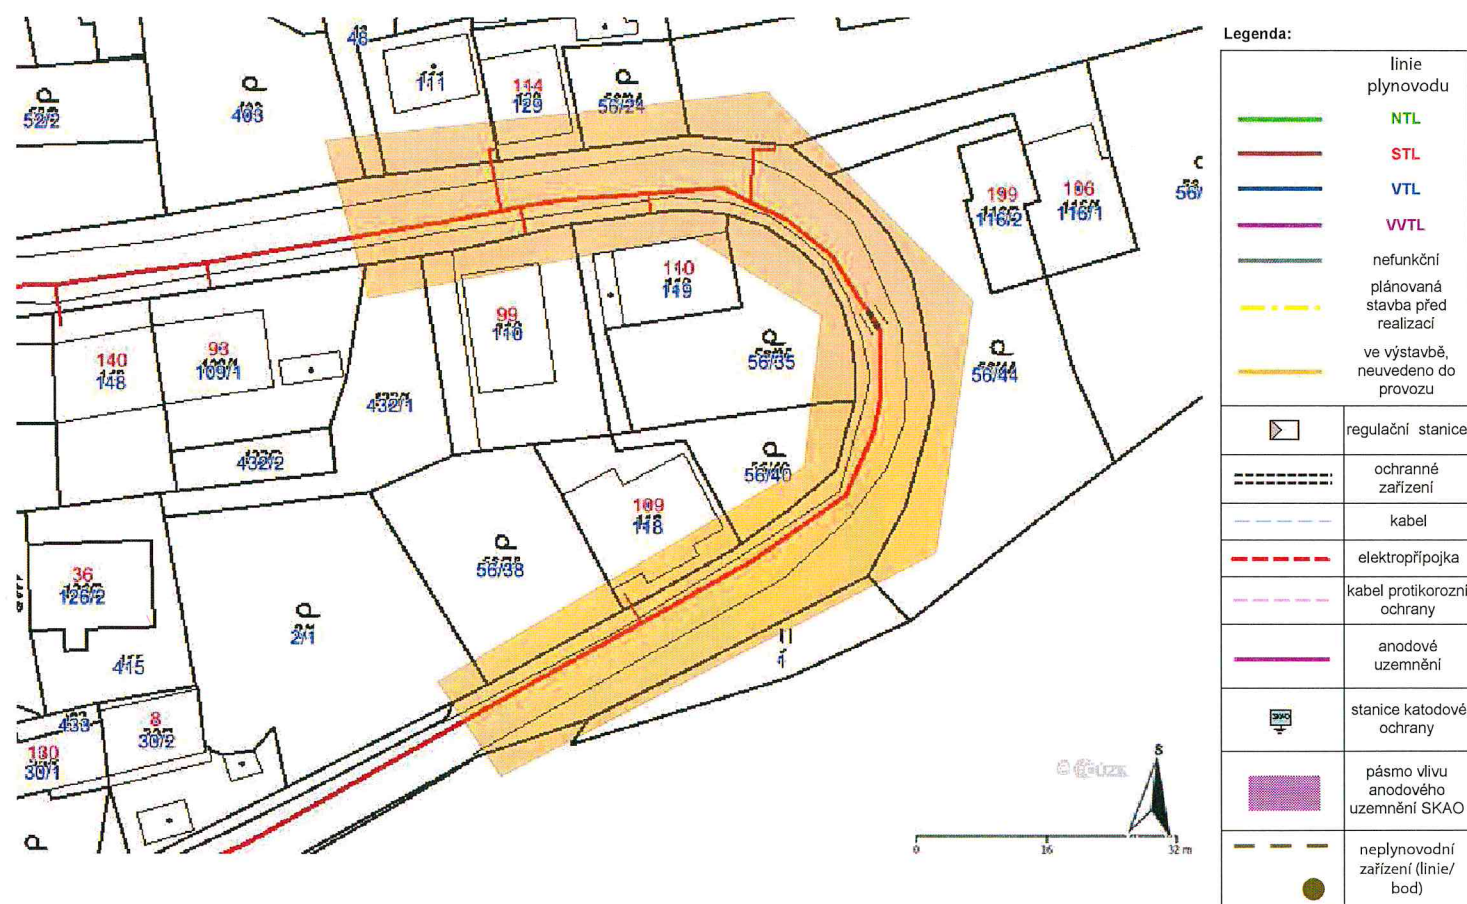 48
111
114
129
56/24
52/2
403
199
116/2
106
116/1
56/
110
119
99
110
140
148
93
109/1
56/35
56/44
432/1
432/2
56/40
109
118
56/38
36
126/2
2/1
415
1
433
8
30/2
130
30/1
S
© ČÚZK
0
16
32 m
Legenda:
linie
plynovodu
NTL
STL
VTL
VVTL
nefunkční
plánovaná
stavba před
realizací
ve výstavbě,
neuvedeno do
provozu
regulační stanice
ochranné
zařízení
kabel
elektropřípojka
kabel protikorozní
ochrany
anodové
uzemnění
SKAO
stanice katodové
ochrany
pásmo vlivu
anodového
uzemnění SKAO
neplynovodní
zařízení (linie/
bod)